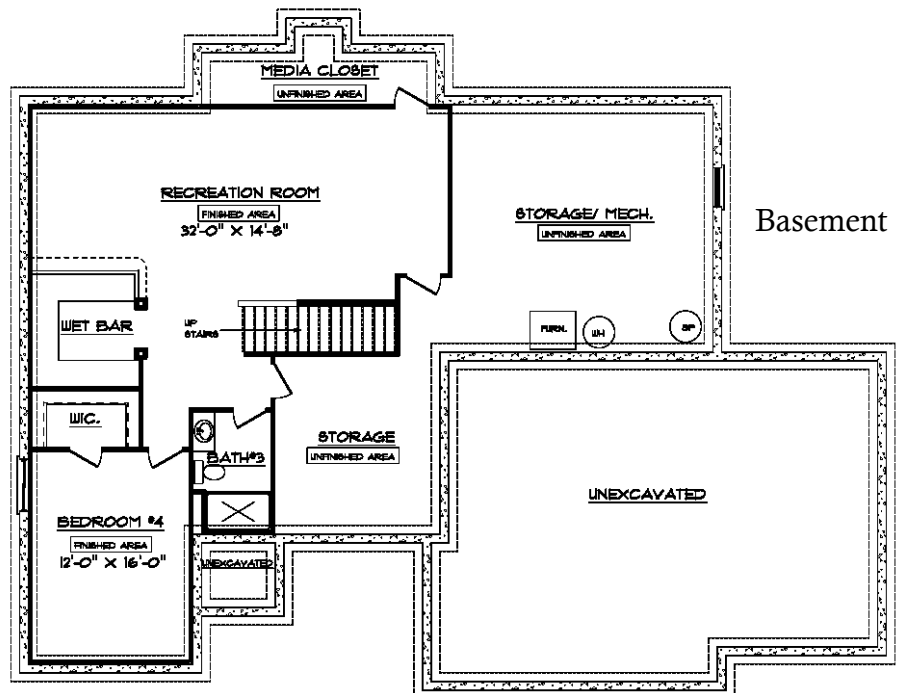 MEDIA CLOSET
UNFINISHED AREA
RECREATION ROOM
FINISHED AREA
32'-0" X 14'-8"
STORAGE/ MECH.
UNFINISHED AREA
Basement
WET BAR
UP
STAIRS
FURN.
WH
SP
WIC.
STORAGE
UNFINISHED AREA
BATH#3
UNEXCAVATED
BEDROOM #4
FINISHED AREA
12'-0" X 16'-0"
UNEXCAVATED